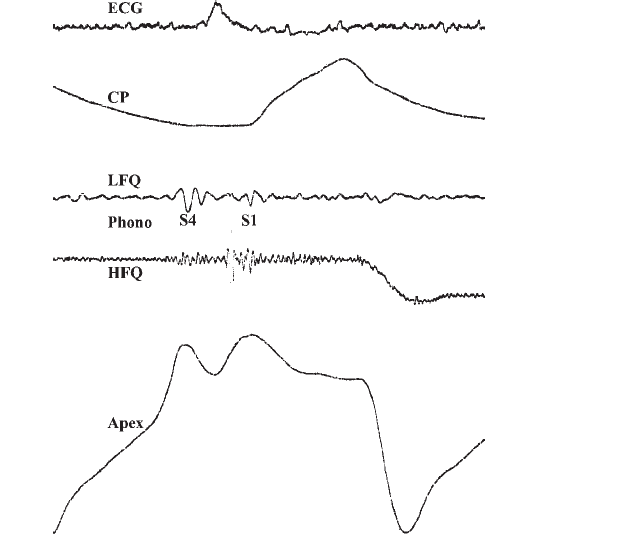 ECG
CP
LFQ
Phono S4 S1
HFQ
Apex